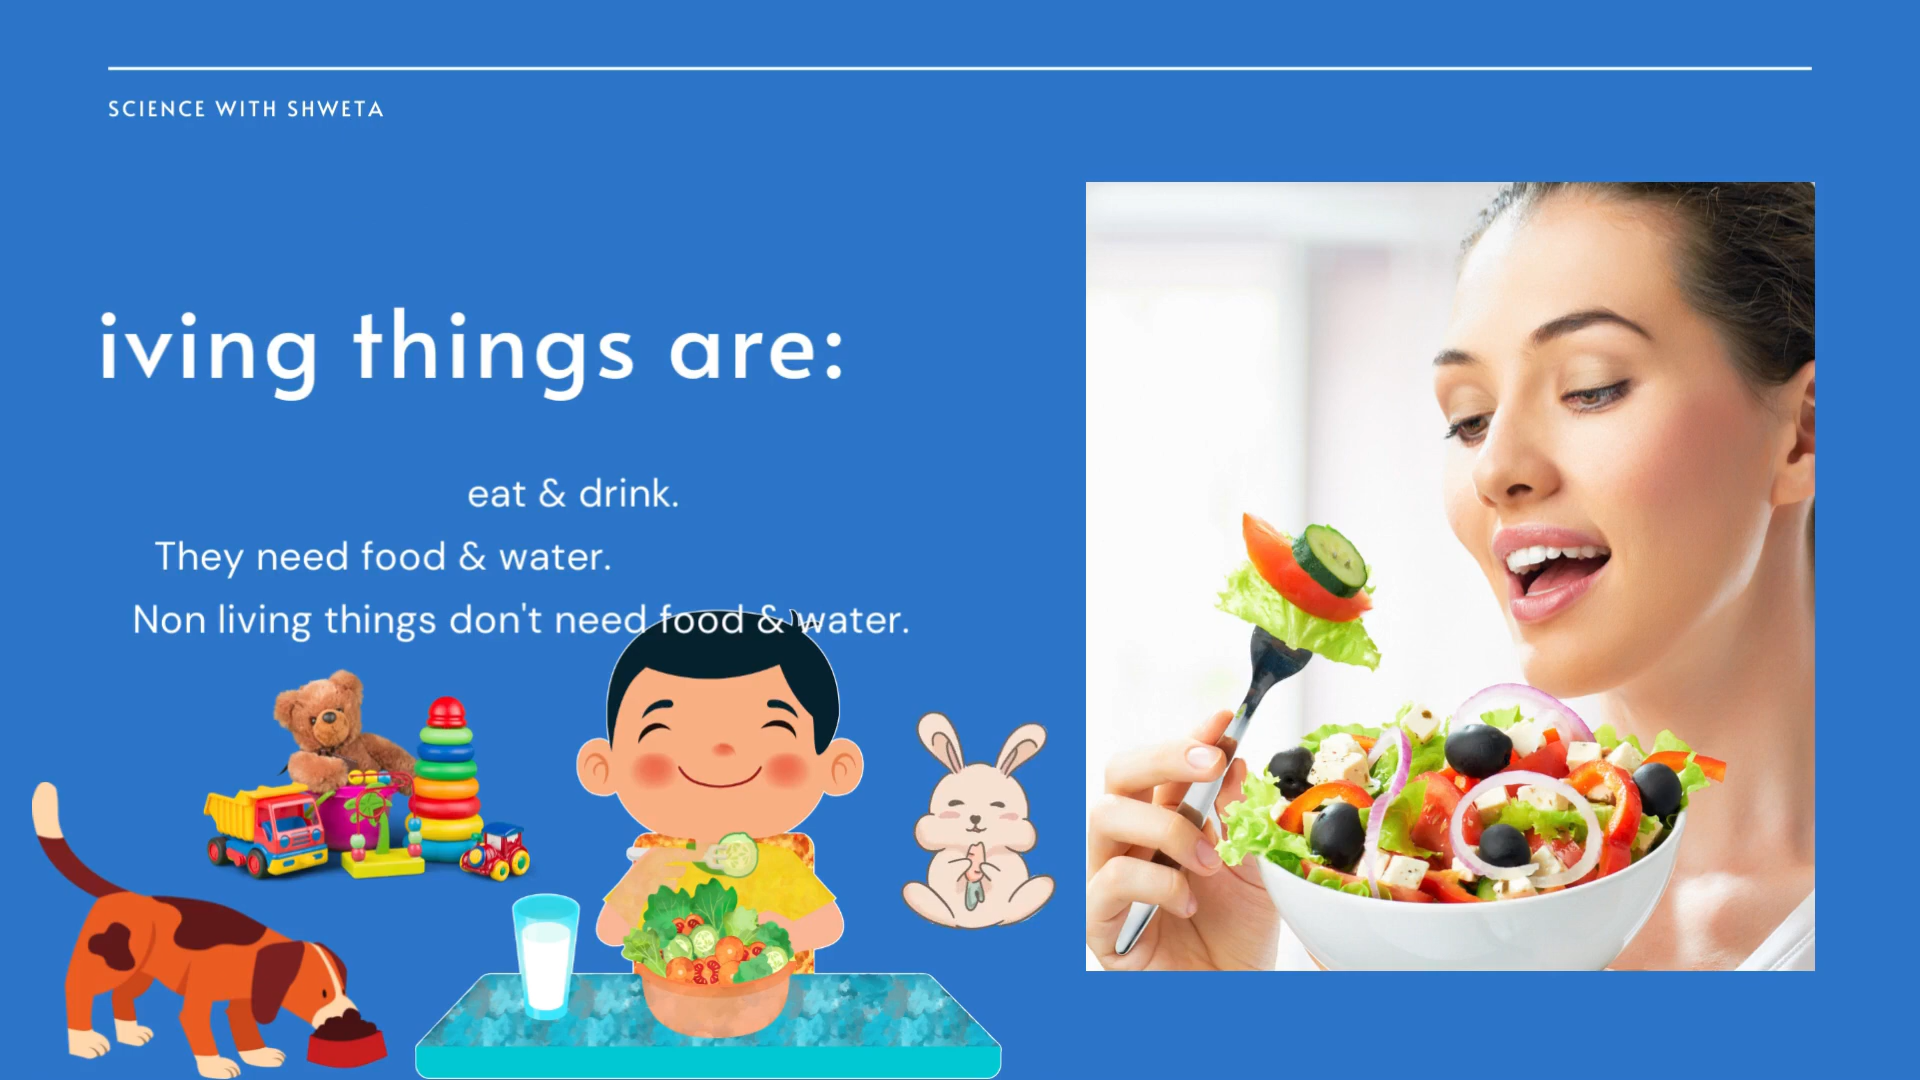 SCIENCE WITH SHWETA
iving things are:
eat & drink.
They need food & water.
Non living things don't need food & water.